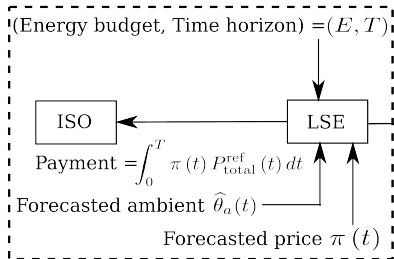 (Energy budget, Time horizon) =(E, T)
ISO
LSE
Payment =∫_0^T π (t) P_total^ref (t) dt
Forecasted ambient θ̂_a(t)
Forecasted price π (t)